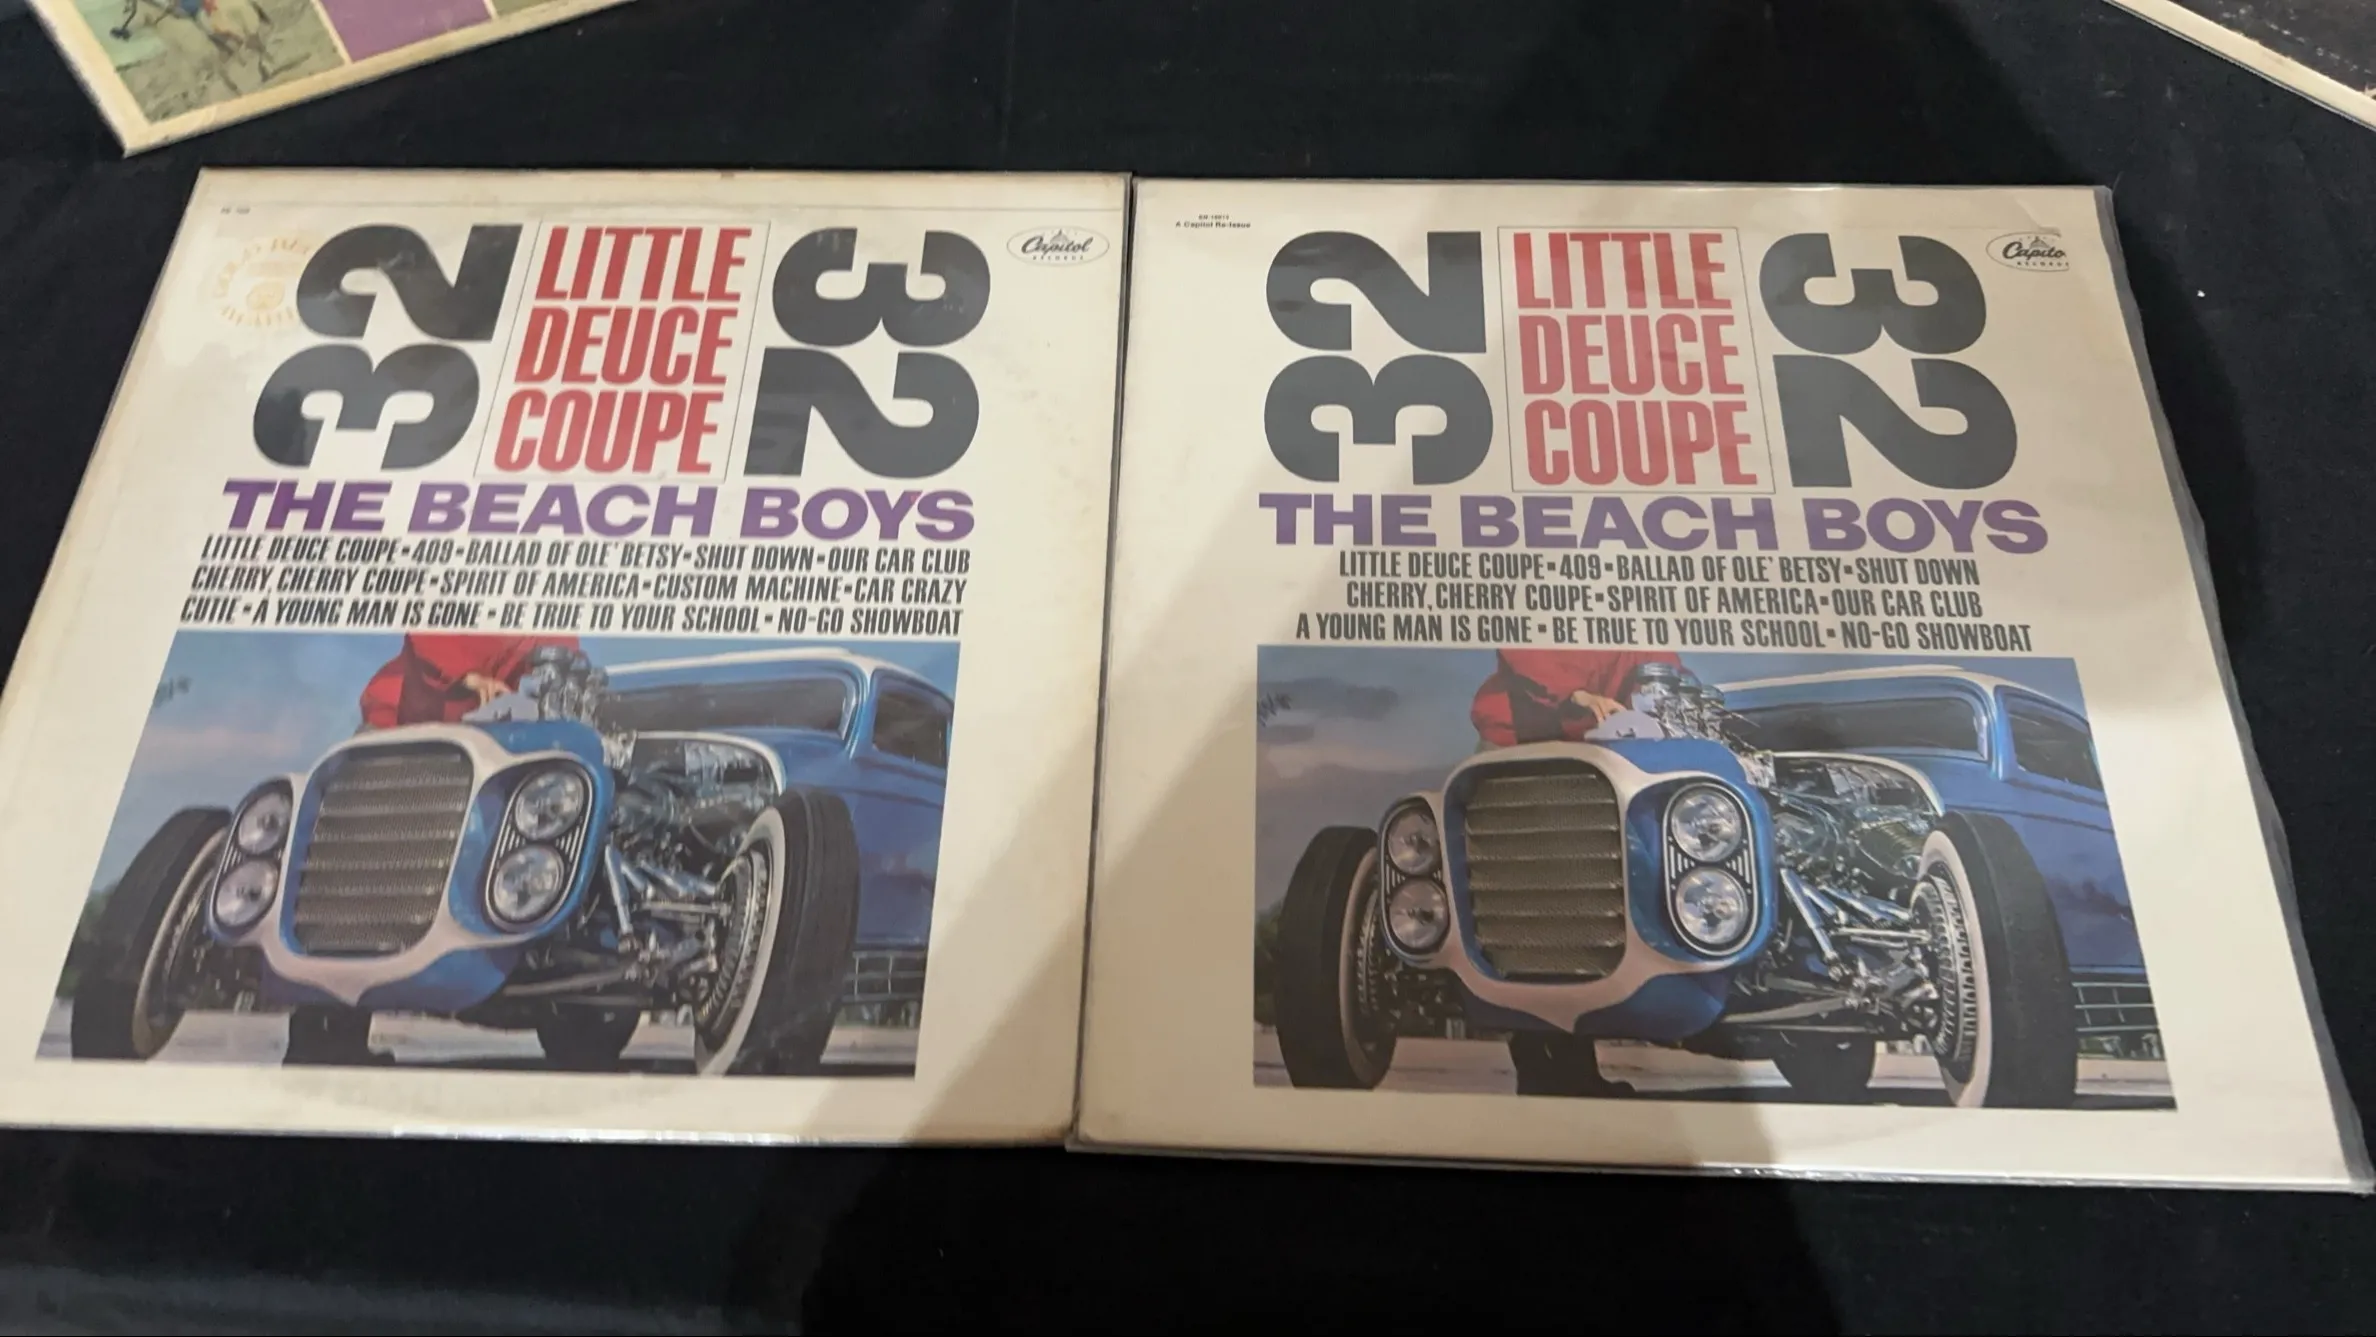 32
LITTLE
DEUCE
COUPE
32
Capitol
RECORDS
THE BEACH BOYS
LITTLE DEUCE COUPE▪409▪BALLAD OF OLE' BETSY▪SHUT DOWN▪OUR CAR CLUB
CHERRY, CHERRY COUPE▪SPIRIT OF AMERICA▪CUSTOM MACHINE▪CAR CRAZY
CUTIE▪A YOUNG MAN IS GONE▪BE TRUE TO YOUR SCHOOL▪NO-GO SHOWBOAT
A Capitol Re-Issue
32
LITTLE
DEUCE
COUPE
32
Capito
RECORDS
THE BEACH BOYS
LITTLE DEUCE COUPE▪409▪BALLAD OF OLE' BETSY▪SHUT DOWN
CHERRY, CHERRY COUPE▪SPIRIT OF AMERICA▪OUR CAR CLUB
A YOUNG MAN IS GONE▪BE TRUE TO YOUR SCHOOL▪NO-GO SHOWBOAT